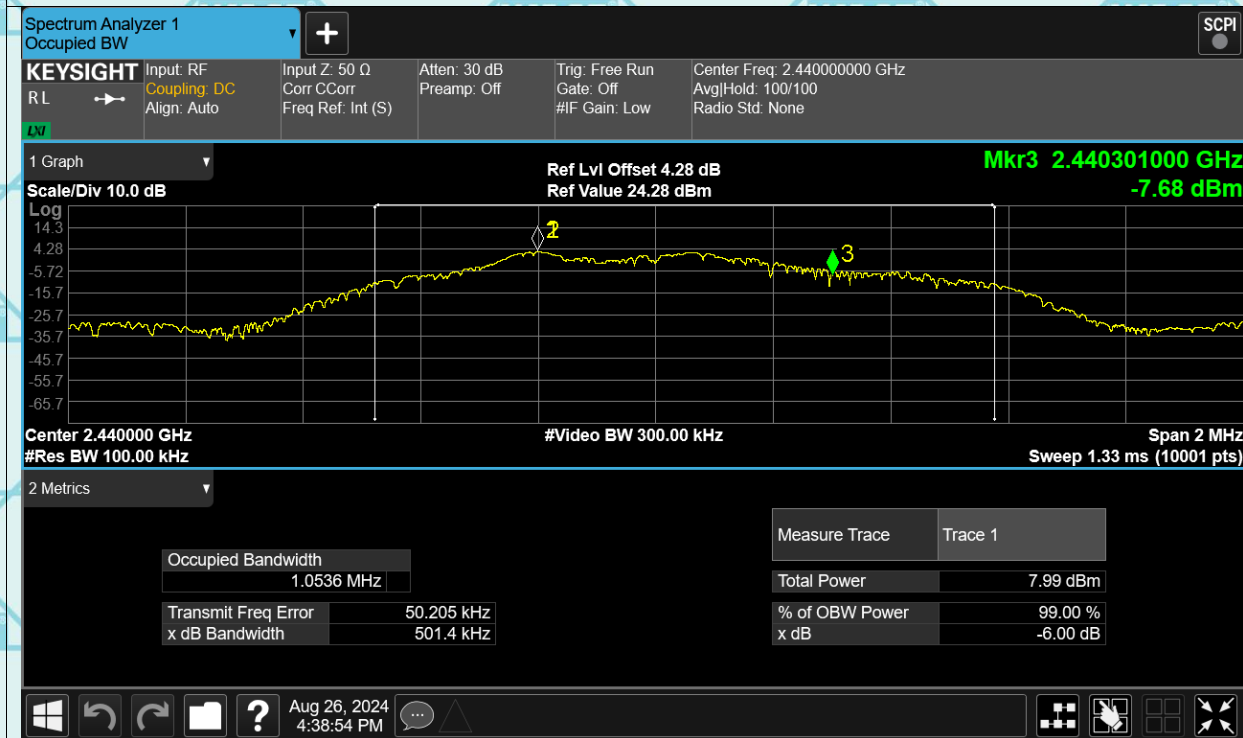 Spectrum Analyzer 1
Occupied BW
+
SCPI
KEYSIGHT
RL
LXI
Input: RF
Coupling: DC
Align: Auto
Input Z: 50 Ω
Corr CCorr
Freq Ref: Int (S)
Atten: 30 dB
Preamp: Off
Trig: Free Run
Gate: Off
#IF Gain: Low
Center Freq: 2.440000000 GHz
Avg|Hold: 100/100
Radio Std: None
1 Graph
Scale/Div 10.0 dB
Ref Lvl Offset 4.28 dB
Ref Value 24.28 dBm
Mkr3 2.440301000 GHz
-7.68 dBm
Log
14.3
4.28
-5.72
-15.7
-25.7
-35.7
-45.7
-55.7
-65.7
3
Center 2.440000 GHz
#Video BW 300.00 kHz
Span 2 MHz
#Res BW 100.00 kHz
Sweep 1.33 ms (10001 pts)
2 Metrics
Occupied Bandwidth
1.0536 MHz
Transmit Freq Error 50.205 kHz
x dB Bandwidth 501.4 kHz
Measure Trace Trace 1
Total Power 7.99 dBm
% of OBW Power 99.00 %
x dB -6.00 dB
?
Aug 26, 2024
4:38:54 PM